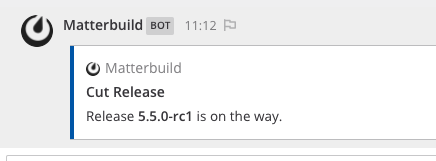 Matterbuild BOT 11:12
Matterbuild
Cut Release
Release 5.5.0-rc1 is on the way.